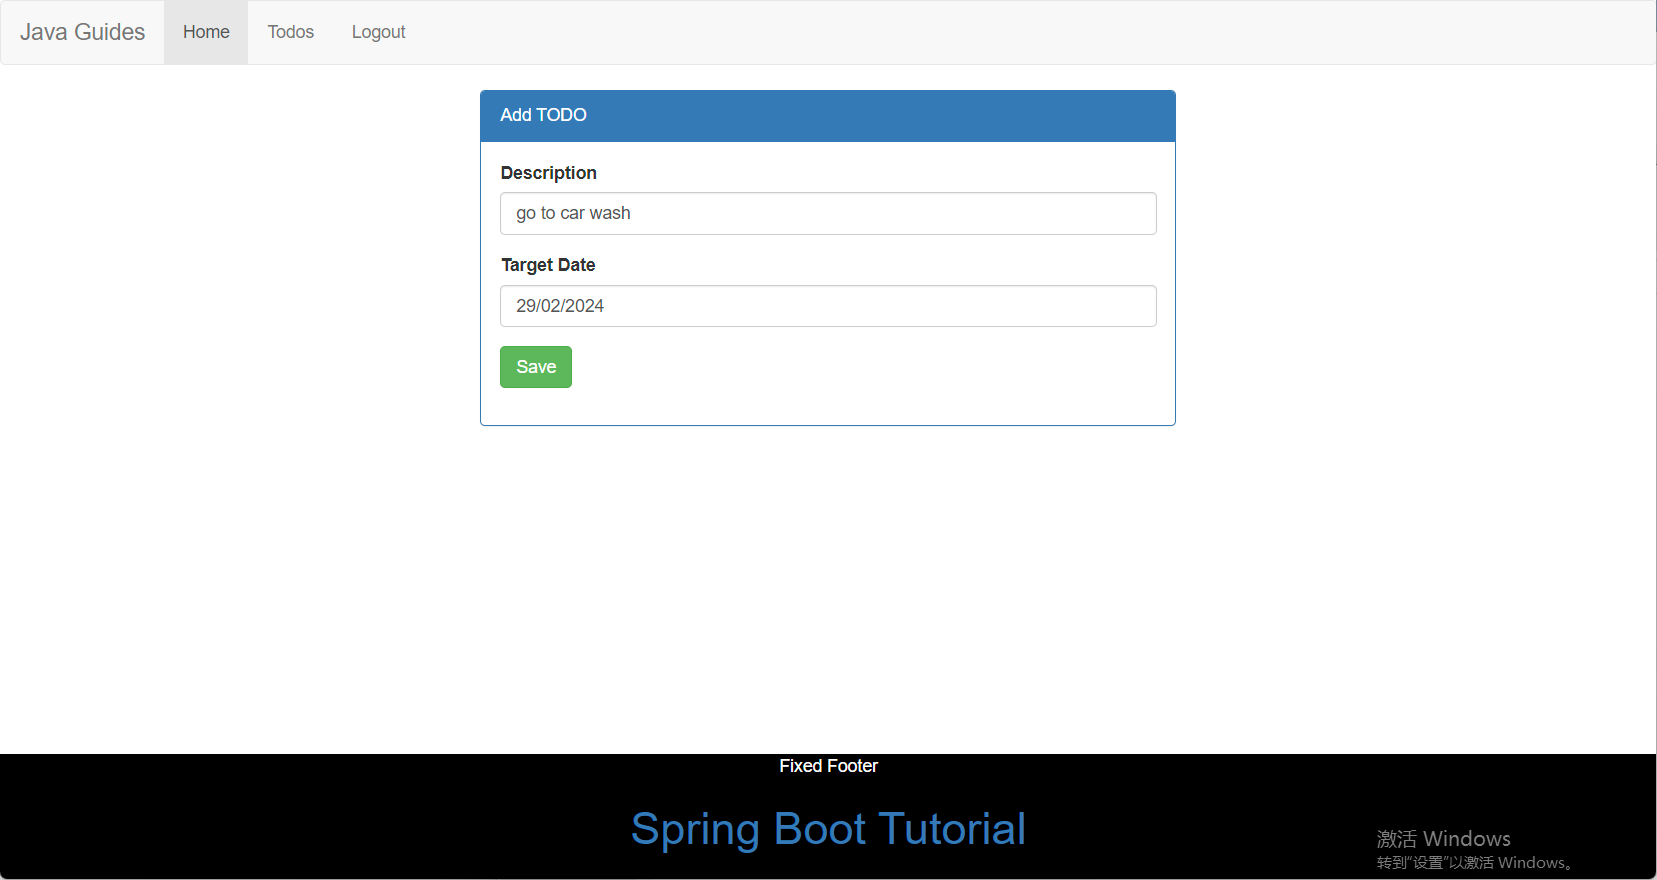 Java Guides Home Todos Logout
Add TODO
Description
go to car wash
Target Date
29/02/2024
Save
Fixed Footer
Spring Boot Tutorial
激活 Windows
转到“设置”以激活 Windows。